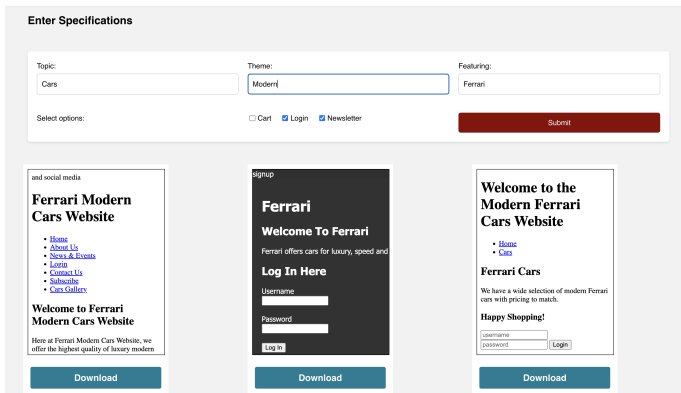 Enter Specifications
Topic:
Theme:
Featuring:
Cars
Modern
Ferrari
Select options:
Cart
Login
Newsletter
Submit
and social media
Ferrari Modern
Cars Website
Home
About Us
News & Events
Login
Contact Us
Subscribe
Cars Gallery
Welcome to Ferrari
Modern Cars Website
Here at Ferrari Modern Cars Website, we
offer the highest quality of luxury modern
Download
signup
Ferrari
Welcome To Ferrari
Ferrari offers cars for luxury, speed and
Log In Here
Username
Password
Log In
Download
Welcome to the
Modern Ferrari
Cars Website
Home
Cars
Ferrari Cars
We have a wide selection of modern Ferrari
cars with pricing to match.
Happy Shopping!
username
password
Login
Download